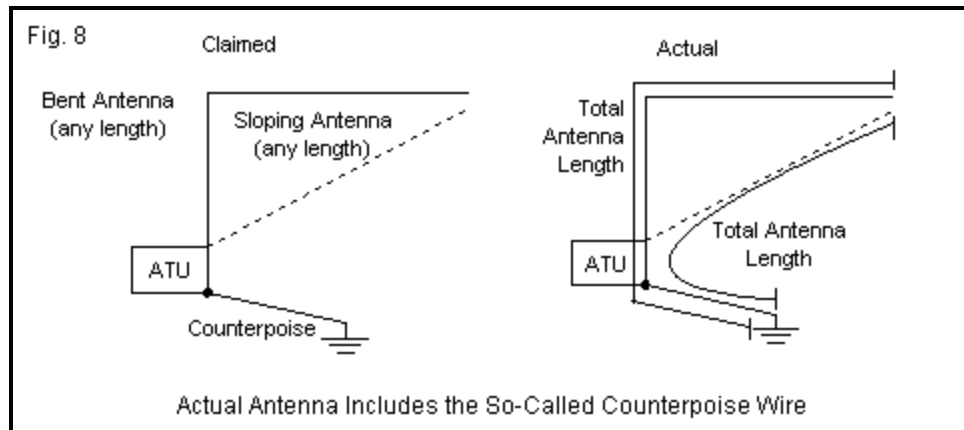 Fig. 8
Claimed
Actual
Bent Antenna
(any length)
Sloping Antenna
(any length)
ATU
Counterpoise
Total
Antenna
Length
ATU
Total Antenna
Length
Actual Antenna Includes the So-Called Counterpoise Wire